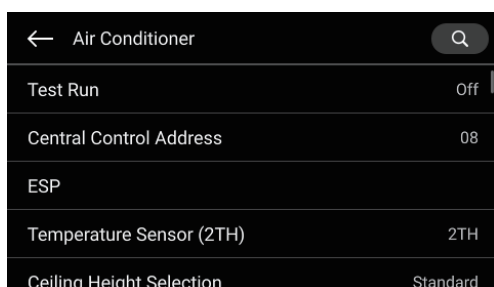 Air Conditioner
Test Run Off
Central Control Address 08
ESP
Temperature Sensor (2TH) 2TH
Ceiling Height Selection Standard